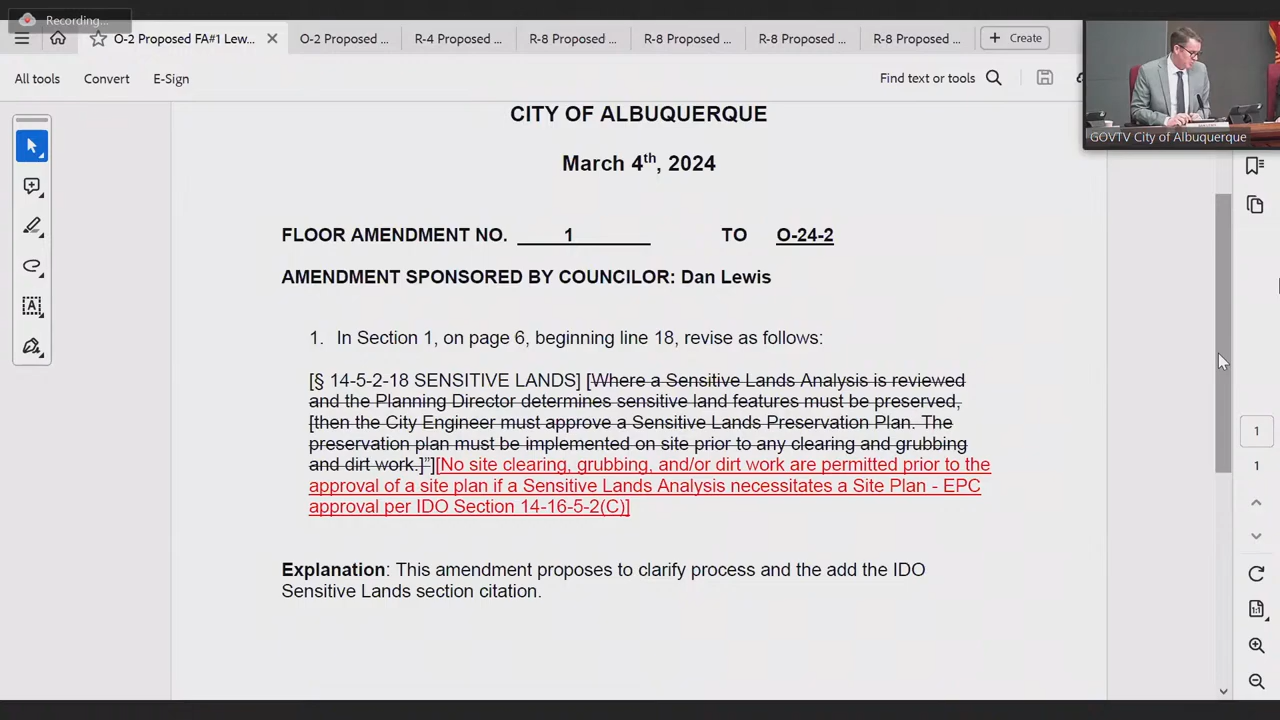 Recording...
O-2 Proposed FA#1 Lew...
O-2 Proposed ...
R-4 Proposed ...
R-8 Proposed ...
R-8 Proposed ...
R-8 Proposed ...
R-8 Proposed ...
Create
All tools
Convert
E-Sign
Find text or tools
GOVTV City of Albuquerque
CITY OF ALBUQUERQUE
March 4th, 2024
FLOOR AMENDMENT NO. 1 TO O-24-2
AMENDMENT SPONSORED BY COUNCILOR: Dan Lewis
1. In Section 1, on page 6, beginning line 18, revise as follows:
[§ 14-5-2-18 SENSITIVE LANDS] [Where a Sensitive Lands Analysis is reviewed
and the Planning Director determines sensitive land features must be preserved,
[then the City Engineer must approve a Sensitive Lands Preservation Plan. The
preservation plan must be implemented on site prior to any clearing and grubbing
and dirt work.]"][No site clearing, grubbing, and/or dirt work are permitted prior to the
approval of a site plan if a Sensitive Lands Analysis necessitates a Site Plan - EPC
approval per IDO Section 14-16-5-2(C)]
Explanation: This amendment proposes to clarify process and the add the IDO
Sensitive Lands section citation.
1
1
1:1